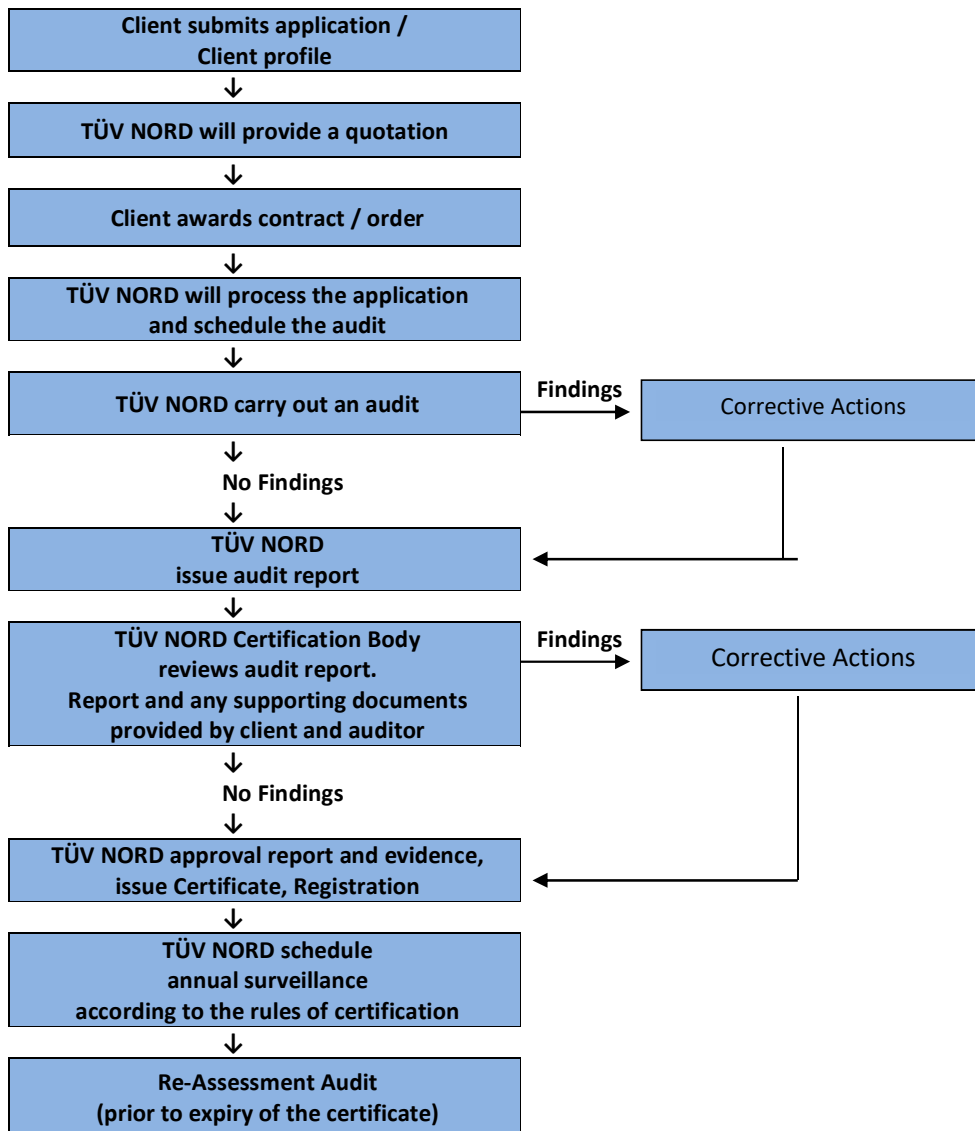 Client submits application /
Client profile
↓
TÜV NORD will provide a quotation
↓
Client awards contract / order
↓
TÜV NORD will process the application
and schedule the audit
↓
TÜV NORD carry out an audit
Findings
Corrective Actions
↓
No Findings
↓
TÜV NORD
issue audit report
↓
TÜV NORD Certification Body
reviews audit report.
Report and any supporting documents
provided by client and auditor
Findings
Corrective Actions
↓
No Findings
↓
TÜV NORD approval report and evidence,
issue Certificate, Registration
↓
TÜV NORD schedule
annual surveillance
according to the rules of certification
↓
Re-Assessment Audit
(prior to expiry of the certificate)